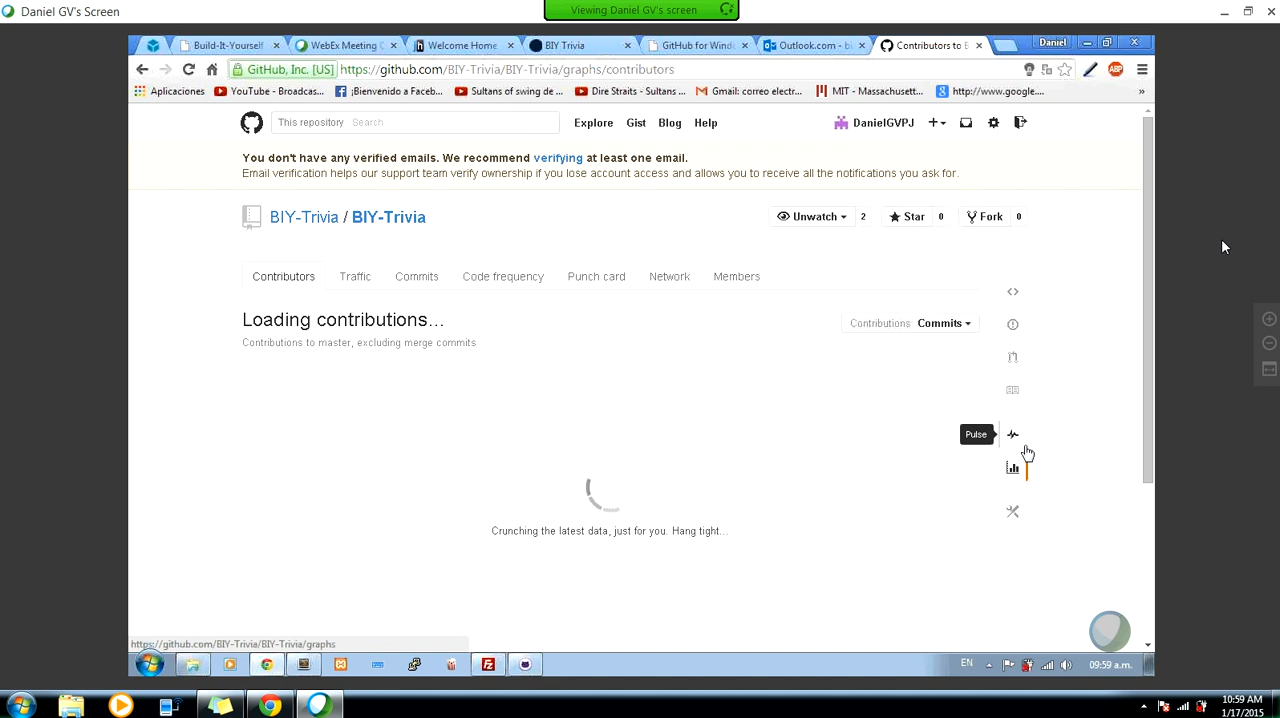 Daniel GV's Screen
Viewing Daniel GV's screen
Build-It-Yourself
WebEx Meeting C
Welcome Home
BIY Trivia
GitHub for Wind
Outlook.com - bi
Contributors to B
Daniel
GitHub, Inc. [US] https://github.com/BIY-Trivia/BIY-Trivia/graphs/contributors
ABP
Aplicaciones
YouTube - Broadcas...
¡Bienvenido a Faceb...
Sultans of swing de ...
Dire Straits - Sultans ...
Gmail: correo electr...
MIT - Massachusett...
http://www.google....
»
This repository Search
Explore Gist Blog Help
DanielGVPJ
You don't have any verified emails. We recommend verifying at least one email.
Email verification helps our support team verify ownership if you lose account access and allows you to receive all the notifications you ask for.
BIY-Trivia / BIY-Trivia
Unwatch 2
Star 0
Fork 0
Contributors Traffic Commits Code frequency Punch card Network Members
Loading contributions...
Contributions: Commits
Contributions to master, excluding merge commits
Pulse
Crunching the latest data, just for you. Hang tight...
https://github.com/BIY-Trivia/BIY-Trivia/graphs
EN
09:59 a.m.
10:59 AM
1/17/2015